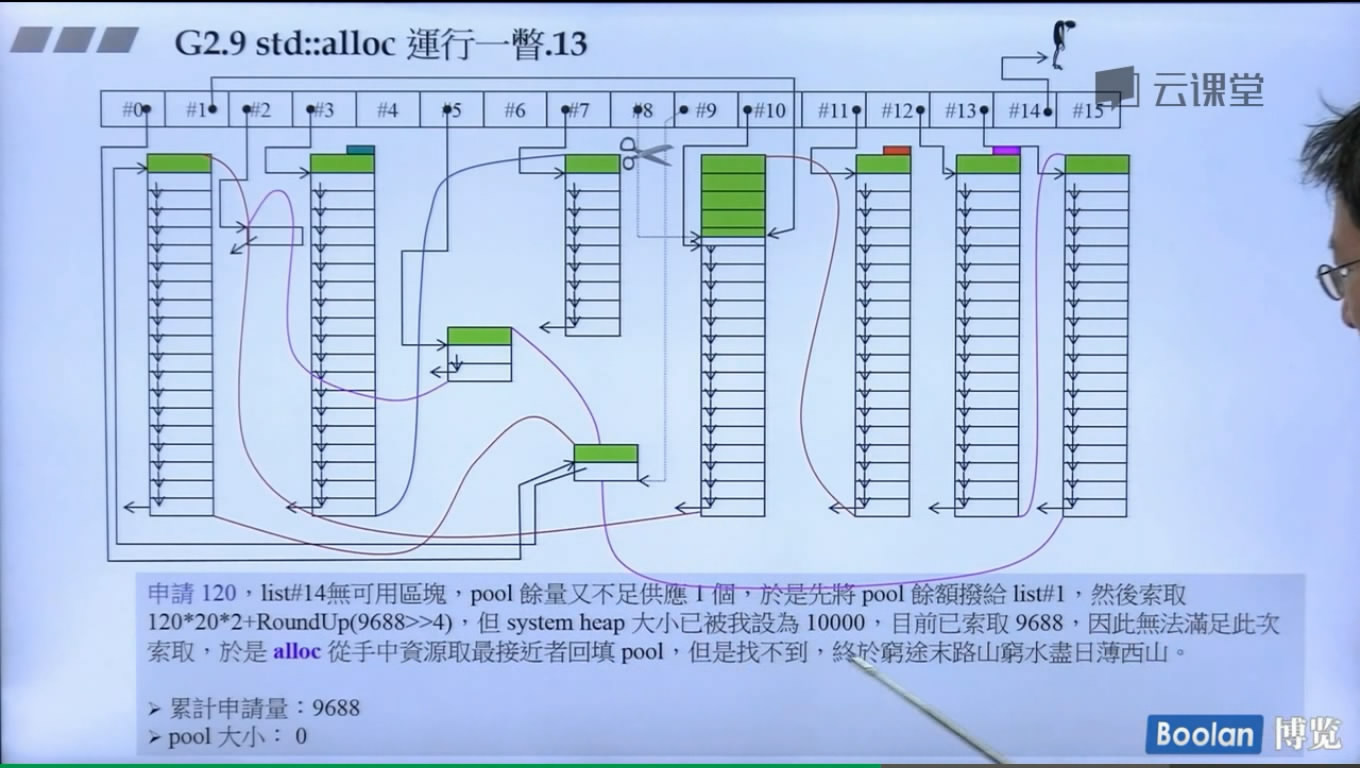 G2.9 std::alloc 運行一瞥.13
云课堂
#0 #1 #2 #3 #4 #5 #6 #7 #8 #9 #10 #11 #12 #13 #14 #15
申請 120，list#14無可用區塊，pool 餘量又不足供應 1 個，於是先將 pool 餘額撥給 list#1，然後索取
120*20*2+RoundUp(9688>>4)，但 system heap 大小已被我設為 10000，目前已索取 9688，因此無法滿足此次
索取，於是 alloc 從手中資源取最接近者回填 pool，但是找不到，終於窮途末路山窮水盡日薄西山。
➢ 累計申請量：9688
➢ pool 大小： 0
Boolan 博览